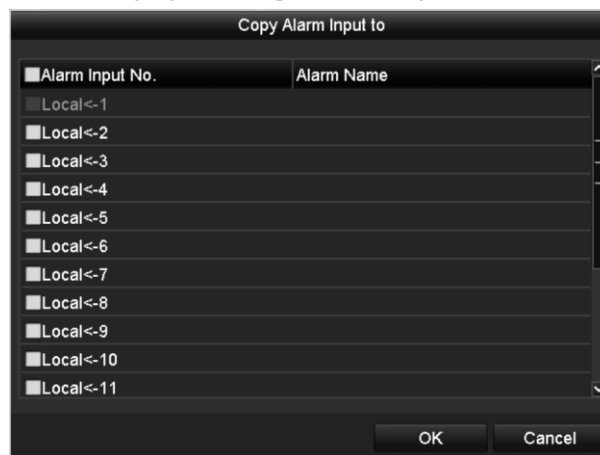 Copy Alarm Input to
Alarm Input No. Alarm Name
Local<-1
Local<-2
Local<-3
Local<-4
Local<-5
Local<-6
Local<-7
Local<-8
Local<-9
Local<-10
Local<-11
OK Cancel